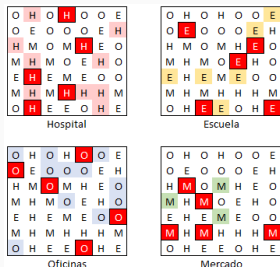 O H O H O O E
O E O O O E H
H M O M H E O
M H M O E H O
E H E M E O O
M H M H H H M
O H E E O H E
Hospital
O H O H O O E
O E O O O E H
H M O M H E O
M H M O E H O
E H E M E O O
M H M H H H M
O H E E O H E
Escuela
O H O H O O E
O E O O O E H
H M O M H E O
M H M O E H O
E H E M E O O
M H M H H H M
O H E E O H E
Oficinas
O H O H O O E
O E O O O E H
H M O M H E O
M H M O E H O
E H E M E O O
M H M H H H M
O H E E O H E
Mercado